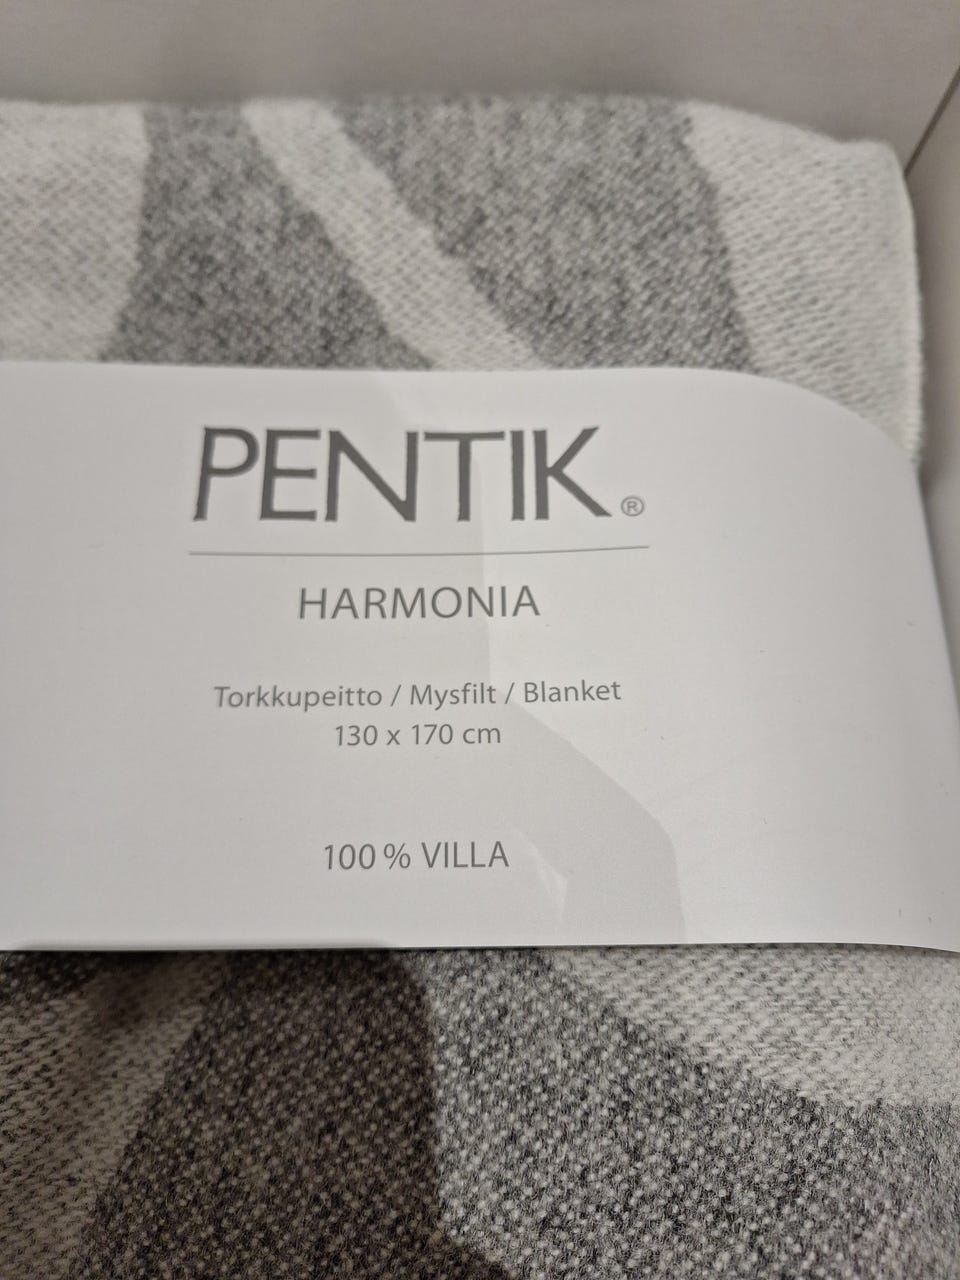 PENTIK®
HARMONIA
Torkkupeitto / Mysfilt / Blanket
130 x 170 cm
100 % VILLA